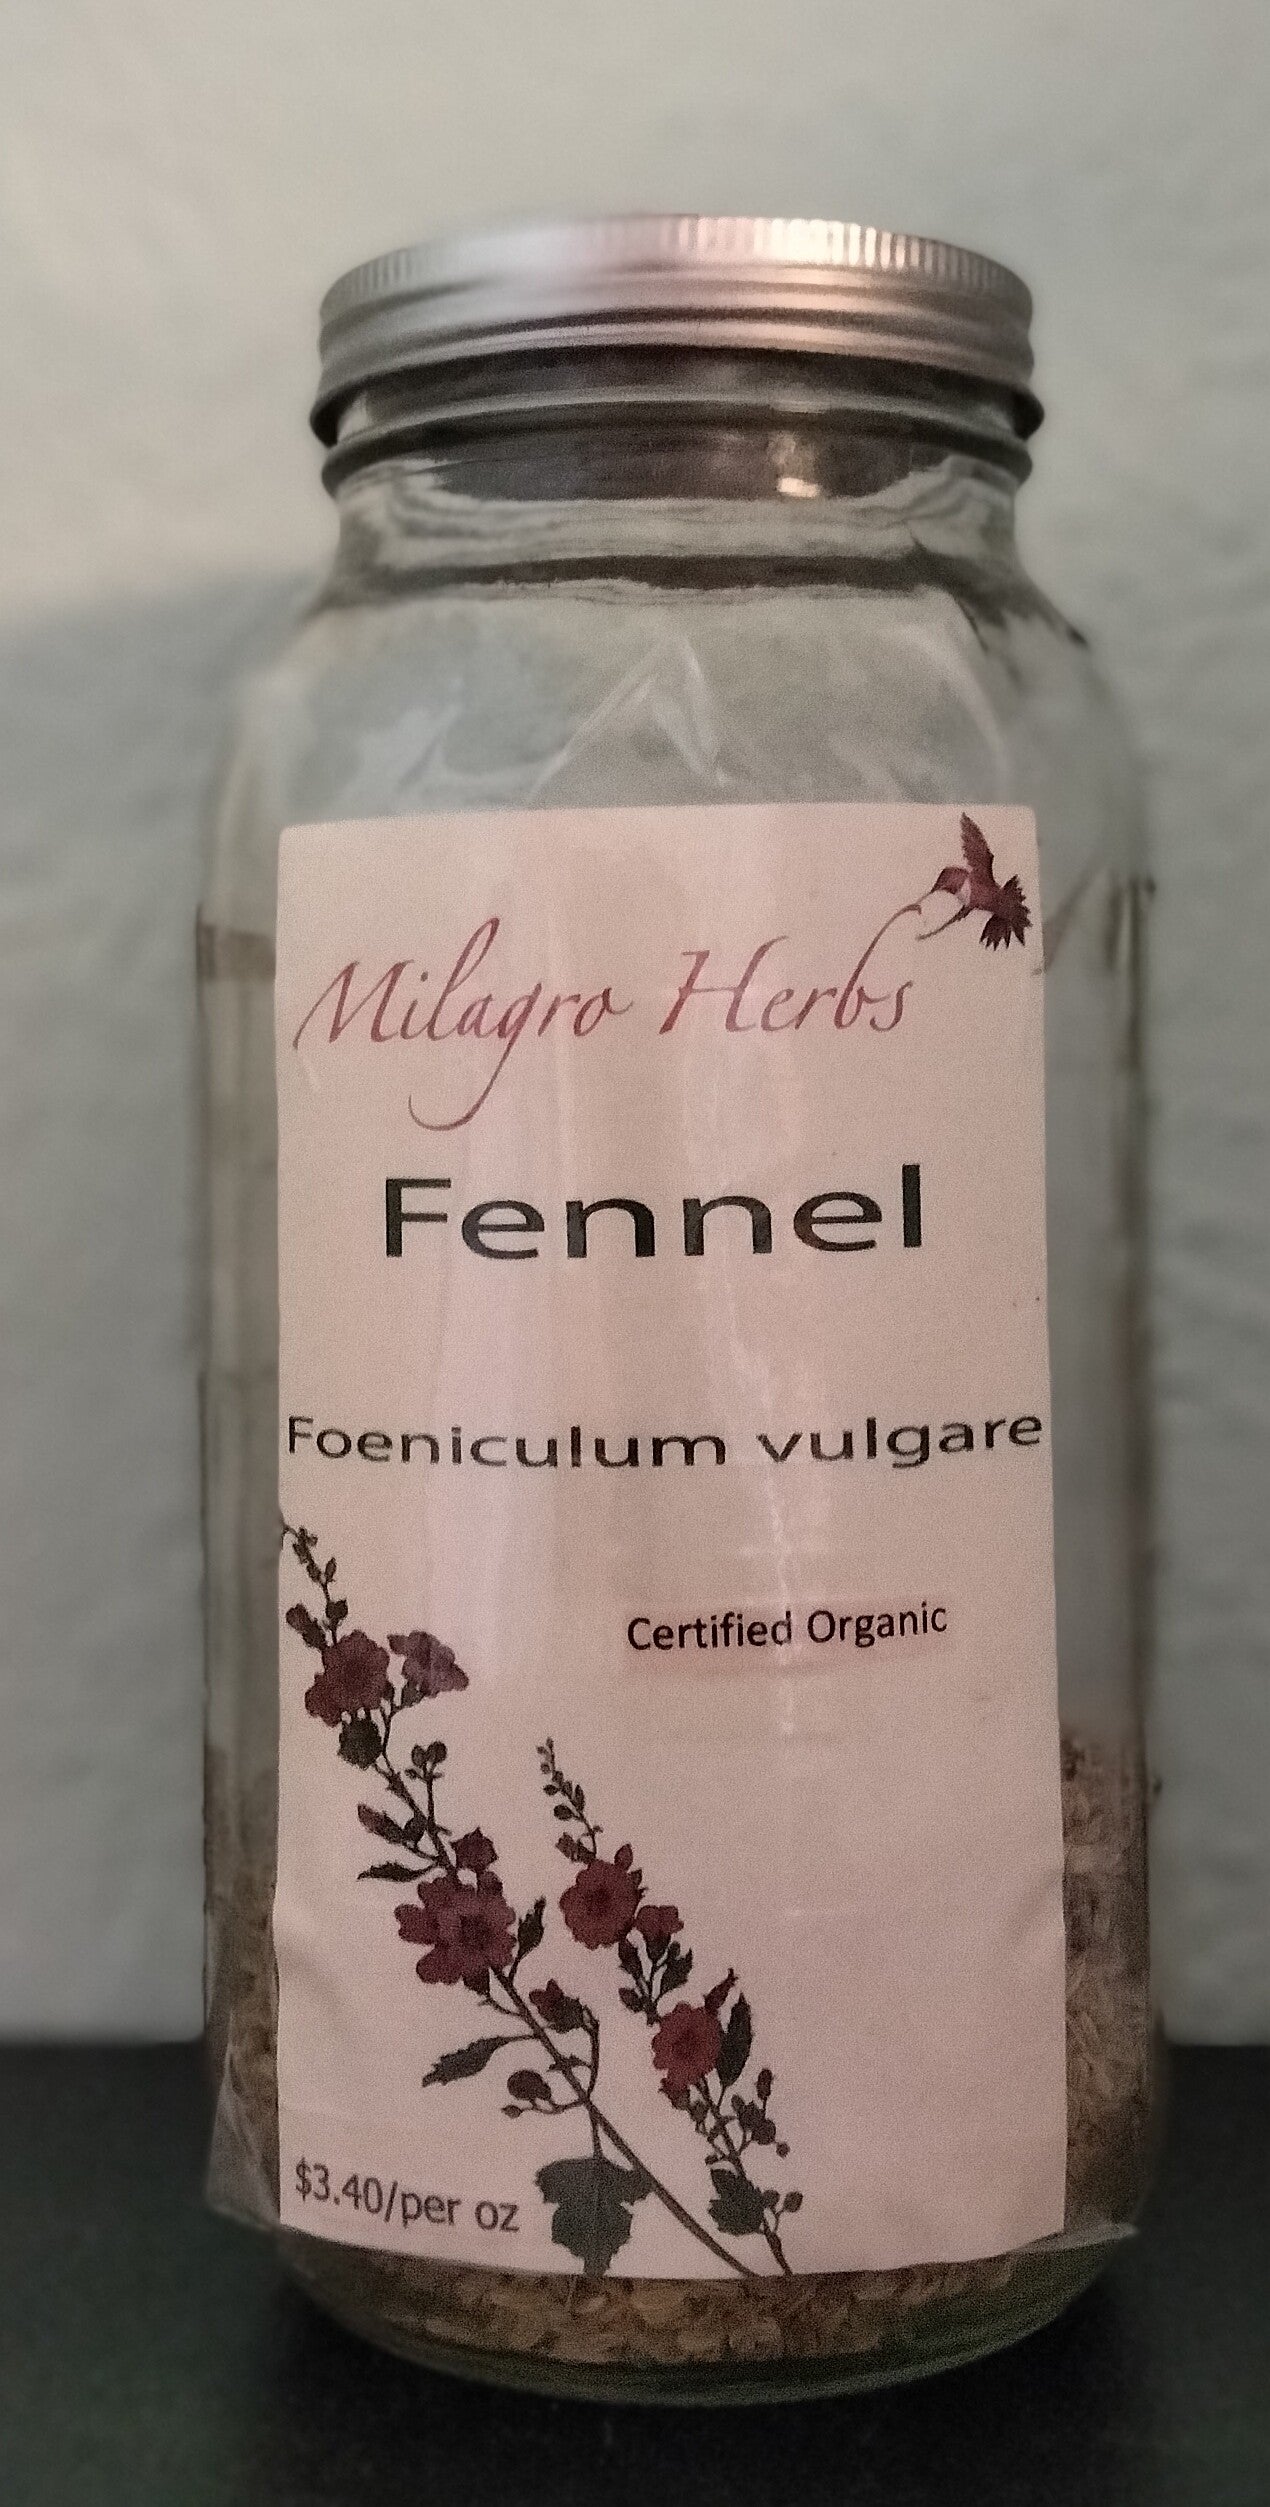 Milagro Herbs
Fennel
Foeniculum vulgare
Certified Organic
$3.40/per oz